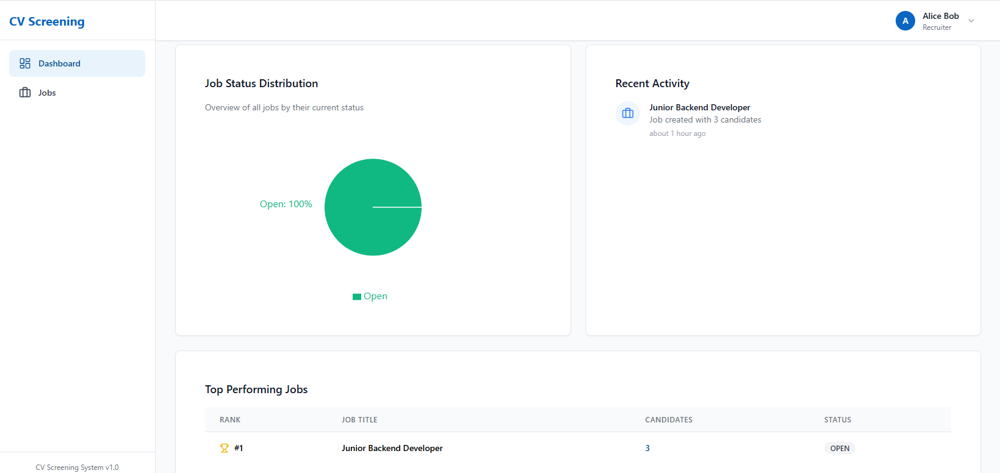 CV Screening
Alice Bob
A
Recruiter
Dashboard
Jobs
Job Status Distribution
Overview of all jobs by their current status
Open: 100%
Open
Recent Activity
Junior Backend Developer
Job created with 3 candidates
about 1 hour ago
Top Performing Jobs
RANK JOB TITLE CANDIDATES STATUS
#1 Junior Backend Developer 3 OPEN
CV Screening System v1.0